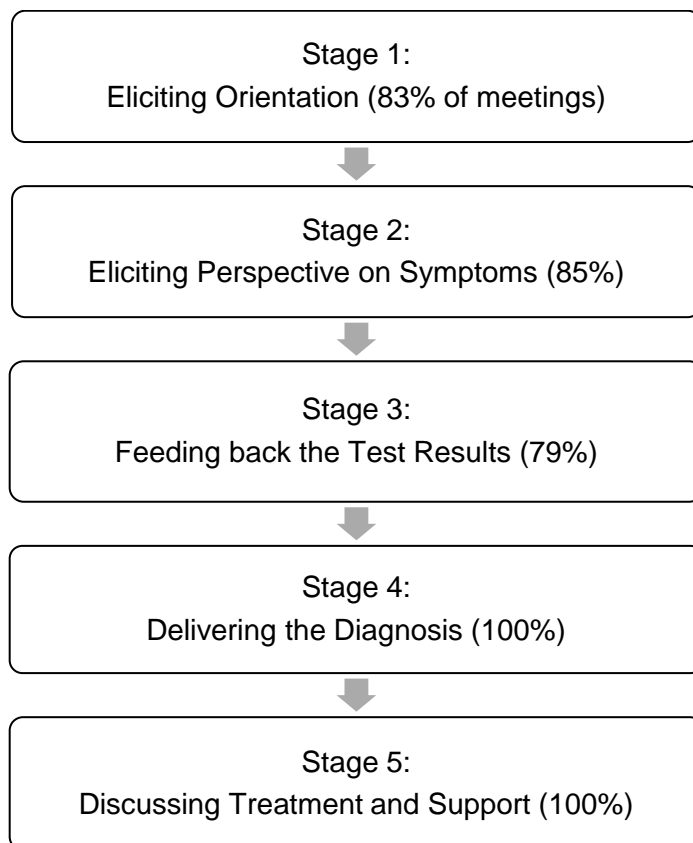 Stage 1:
Eliciting Orientation (83% of meetings)
Stage 2:
Eliciting Perspective on Symptoms (85%)
Stage 3:
Feeding back the Test Results (79%)
Stage 4:
Delivering the Diagnosis (100%)
Stage 5:
Discussing Treatment and Support (100%)